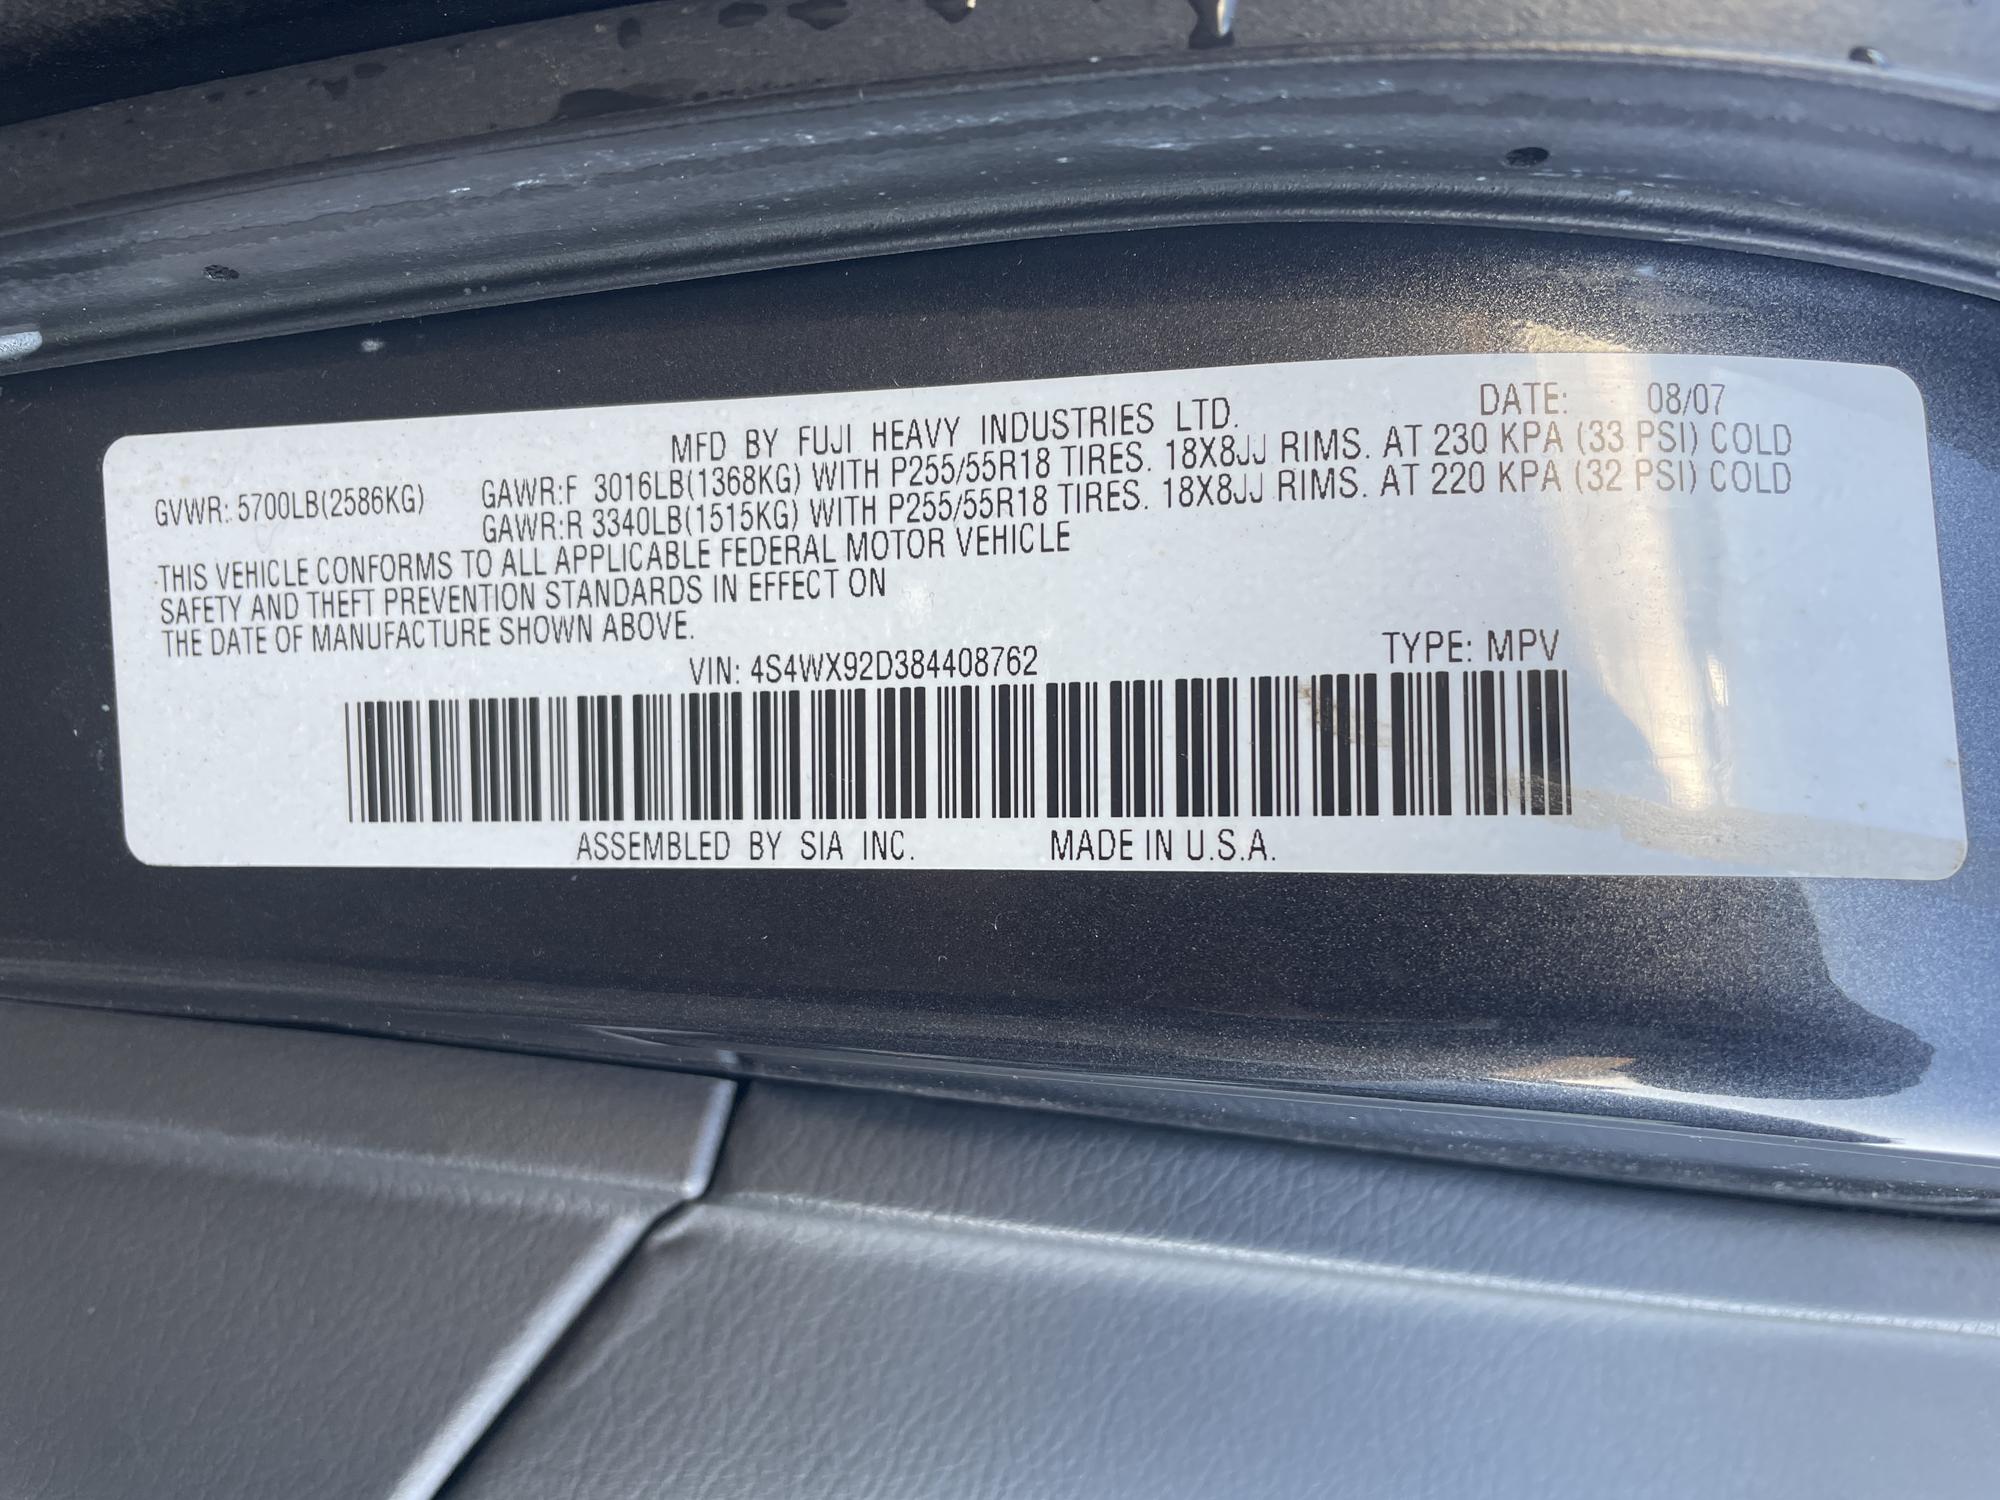 MFD BY FUJI HEAVY INDUSTRIES LTD. DATE: 08/07
GVWR: 5700LB(2586KG) GAWR:F 3016LB(1368KG) WITH P255/55R18 TIRES. 18X8JJ RIMS. AT 230 KPA (33 PSI) COLD
GAWR:R 3340LB(1515KG) WITH P255/55R18 TIRES. 18X8JJ RIMS. AT 220 KPA (32 PSI) COLD
THIS VEHICLE CONFORMS TO ALL APPLICABLE FEDERAL MOTOR VEHICLE
SAFETY AND THEFT PREVENTION STANDARDS IN EFFECT ON
THE DATE OF MANUFACTURE SHOWN ABOVE.
VIN: 4S4WX92D384408762 TYPE: MPV
ASSEMBLED BY SIA INC. MADE IN U.S.A.